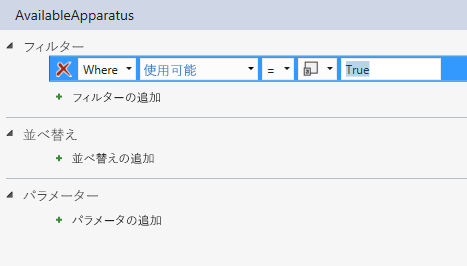 AvailableApparatus
フィルター
Where 使用可能 = True
フィルターの追加
並べ替え
並べ替えの追加
パラメーター
パラメータの追加